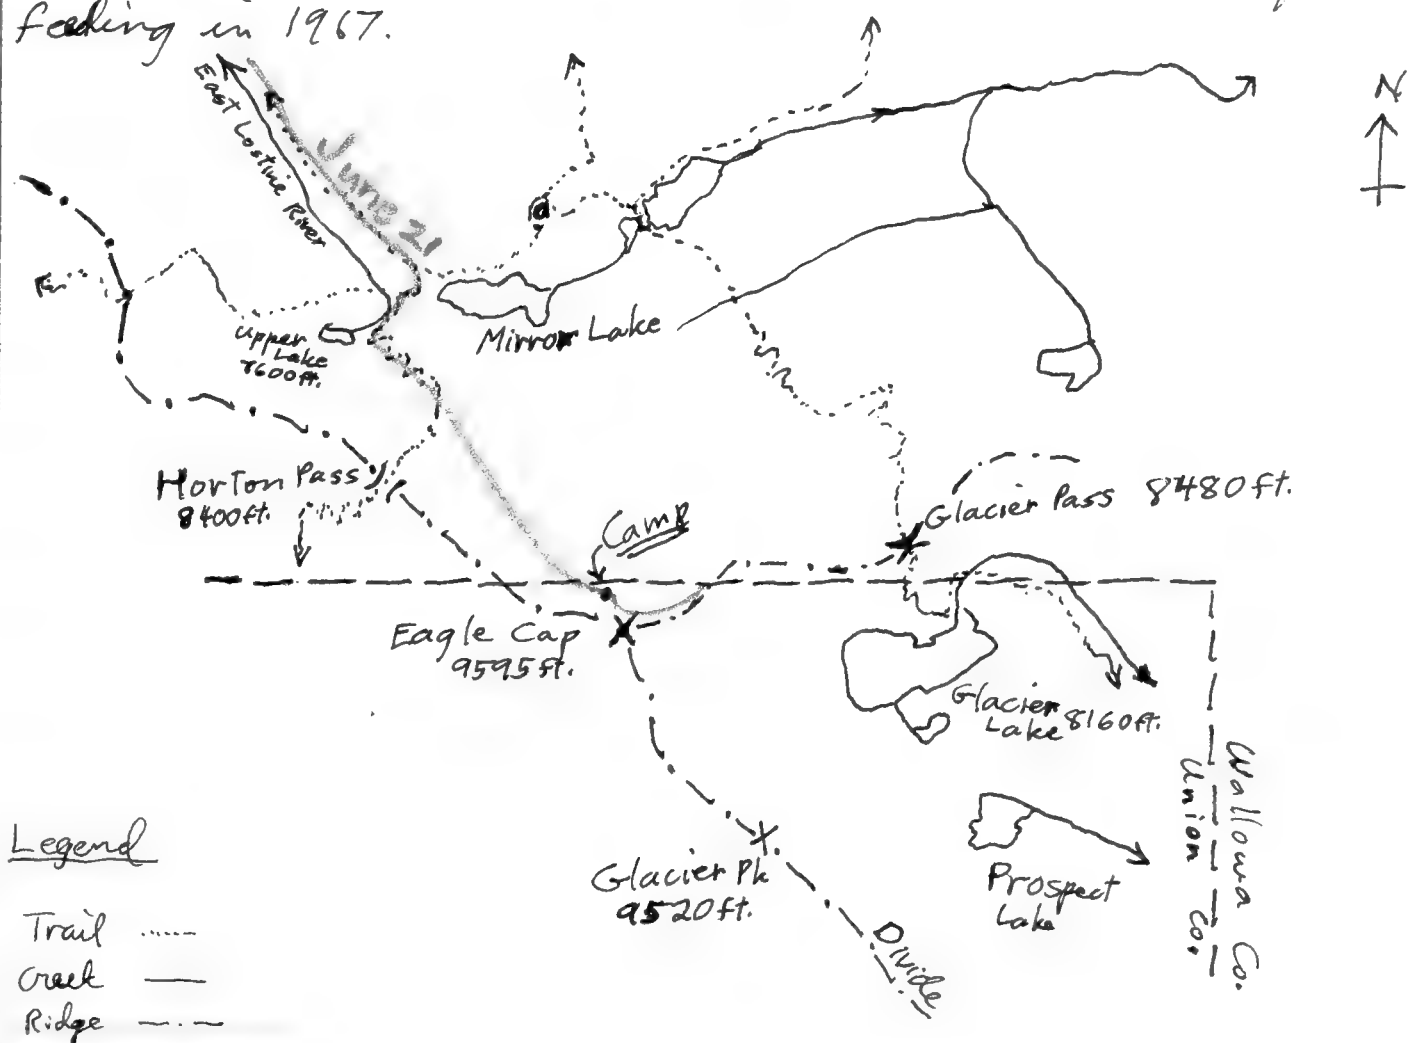 feeding in 1967.
N
East Lostine River
June 21
Upper
Lake
7600ft.
Mirror Lake
Horton Pass
8400ft.
Glacier Pass 8480ft.
Camp
Eagle Cap
9595ft.
Glacier
Lake 8160ft.
Wallowa Co.
Union Co.
Glacier Pk
9520ft.
Prospect
Lake
Divide
Legend
Trail
Creek
Ridge